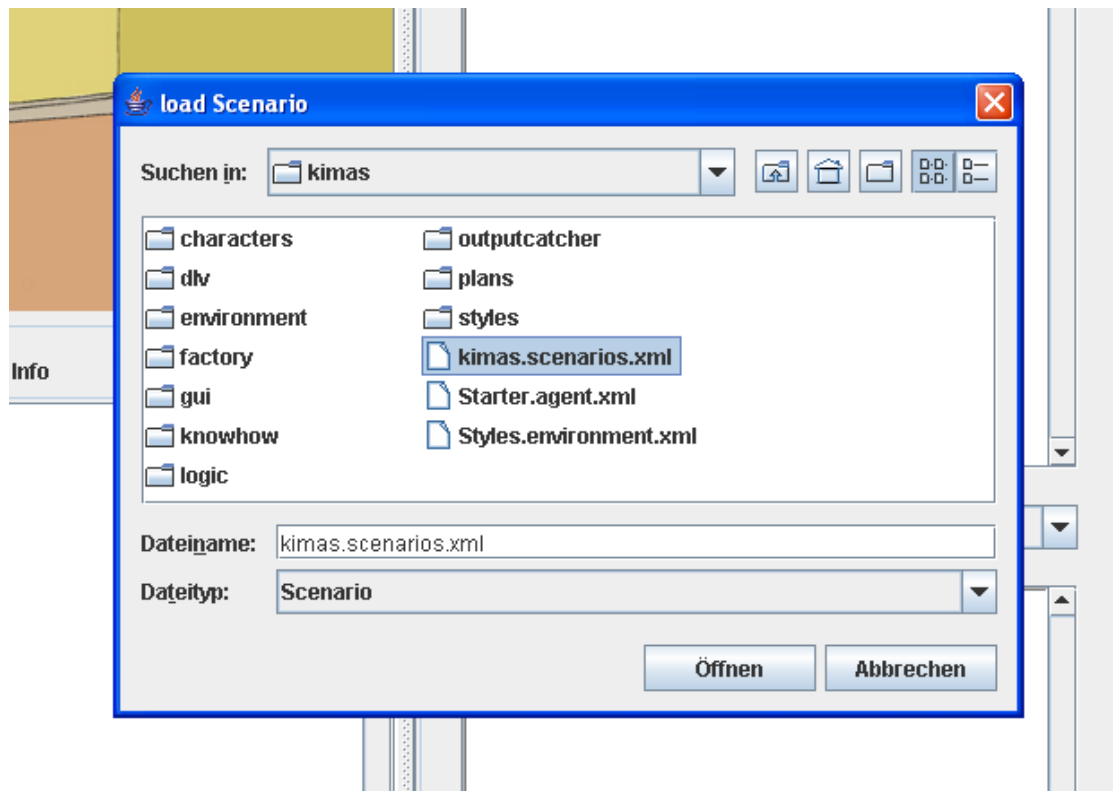 load Scenario
Suchen in: kimas
characters
dlv
environment
factory
gui
knowhow
logic
outputcatcher
plans
styles
kimas.scenarios.xml
Starter.agent.xml
Styles.environment.xml
Info
Dateiname: kimas.scenarios.xml
Dateityp: Scenario
Öffnen Abbrechen